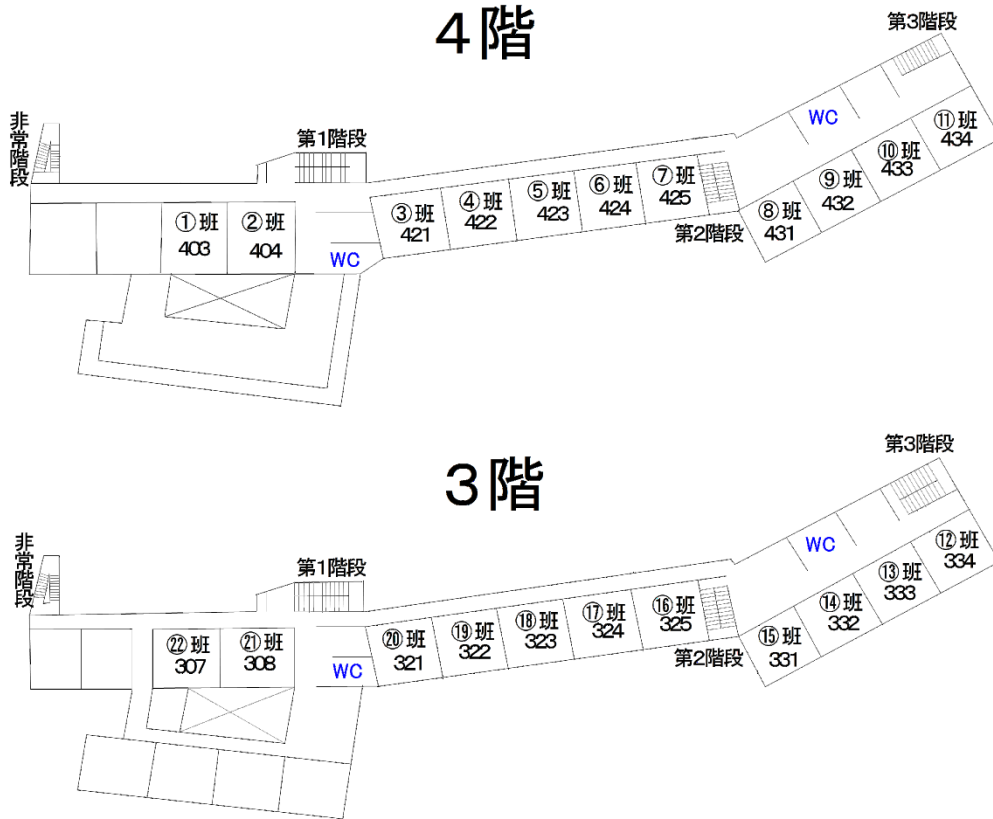 4階
第3階段
非常階段
第1階段
WC
①班
403
②班
404
WC
③班
421
④班
422
⑤班
423
⑥班
424
⑦班
425
第2階段
⑧班
431
⑨班
432
⑩班
433
⑪班
434
3階
第3階段
非常階段
第1階段
WC
㉒班
307
㉑班
308
WC
⑳班
321
⑲班
322
⑱班
323
⑰班
324
⑯班
325
第2階段
⑮班
331
⑭班
332
⑬班
333
⑫班
334